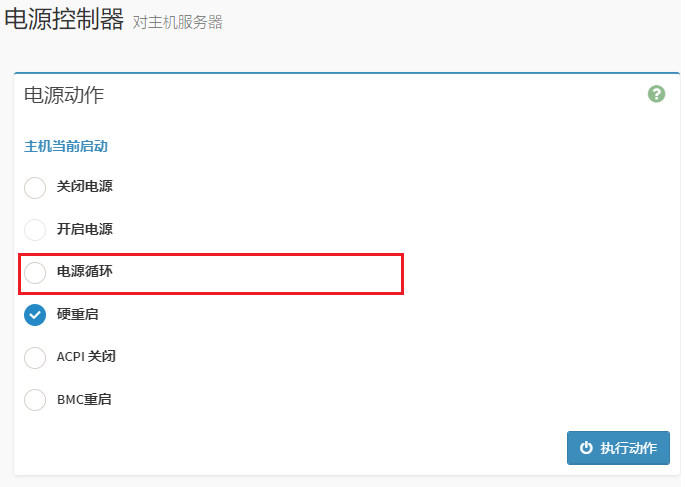 电源控制器 对主机服务器
电源动作
主机当前启动
关闭电源
开启电源
电源循环
硬重启
ACPI 关闭
BMC重启
执行动作